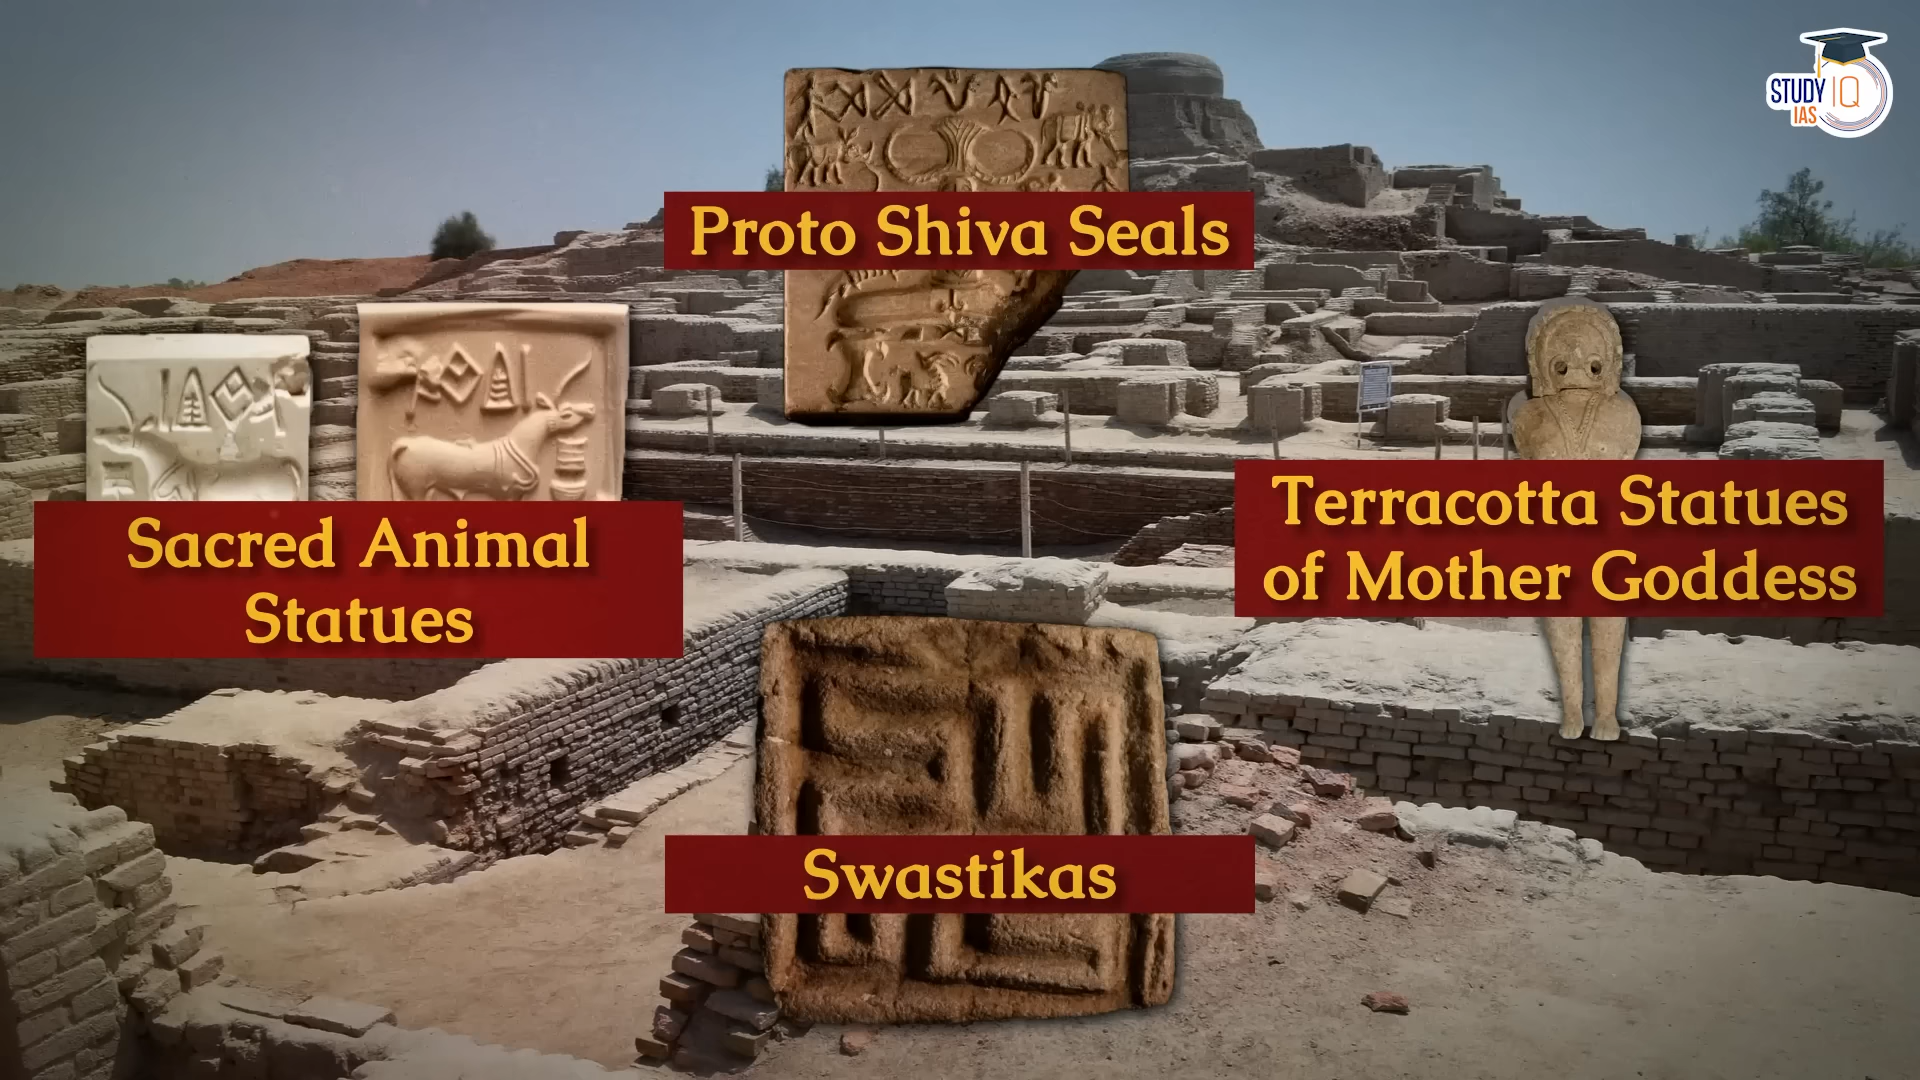 STUDY IQ
IAS
Proto Shiva Seals
Sacred Animal
Statues
Terracotta Statues
of Mother Goddess
Swastikas